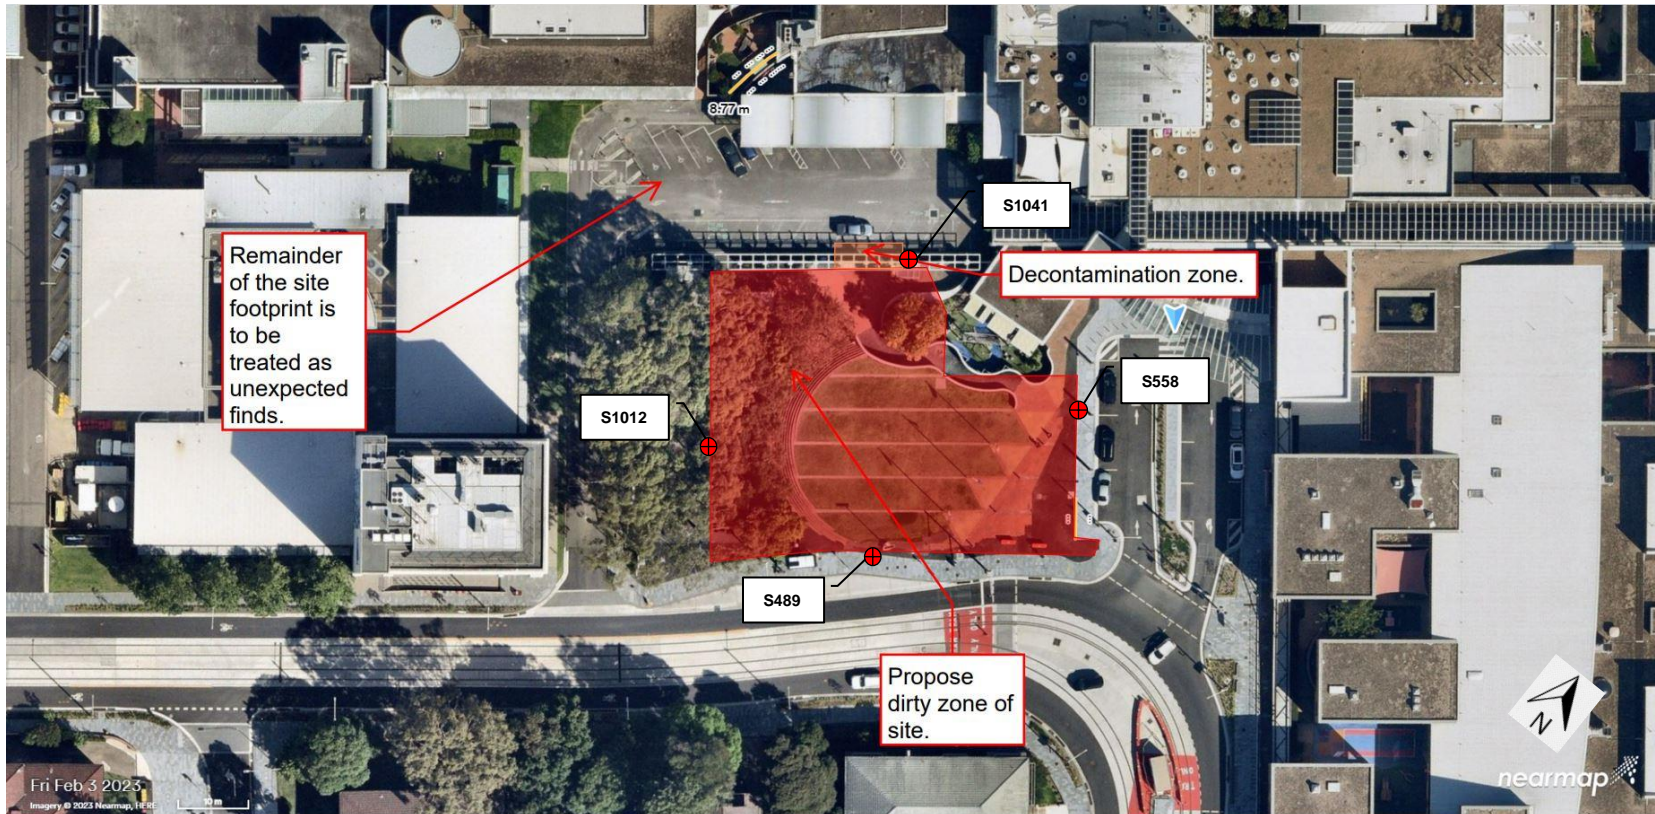 8.77 m
S1041
Remainder
of the site
footprint is
to be
treated as
unexpected
finds.
Decontamination zone.
S558
S1012
S489
Propose
dirty zone of
site.
N
Fri Feb 3 2023
Imagery © 2023 Nearmap, HERE
10 m
nearmap